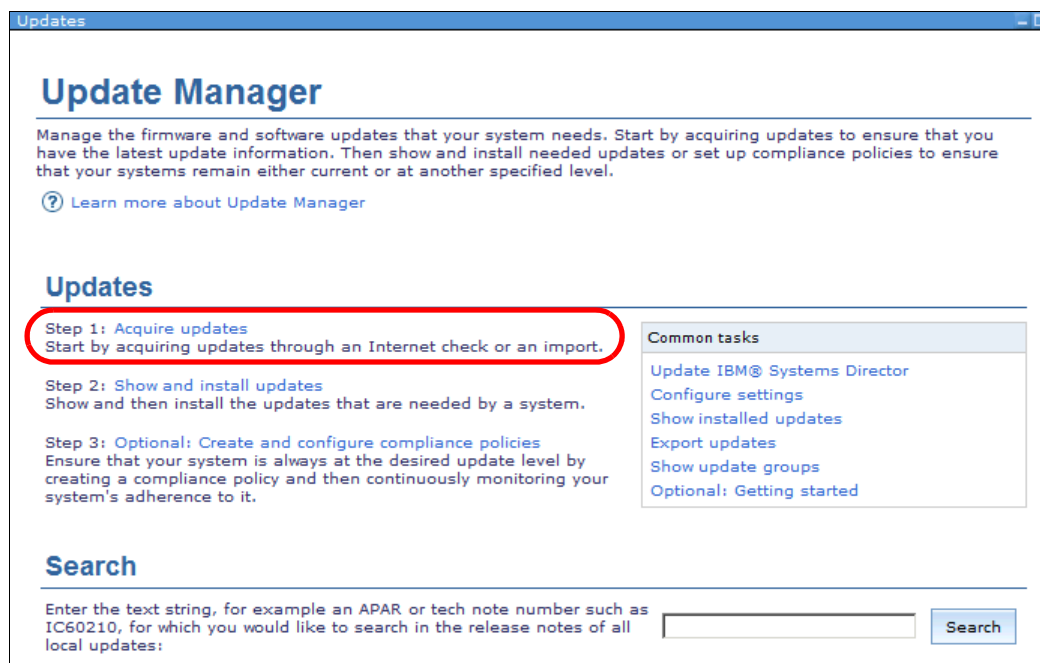 Updates
Update Manager
Manage the firmware and software updates that your system needs. Start by acquiring updates to ensure that you
have the latest update information. Then show and install needed updates or set up compliance policies to ensure
that your systems remain either current or at another specified level.
? Learn more about Update Manager
Updates
Step 1: Acquire updates
Start by acquiring updates through an Internet check or an import.
Step 2: Show and install updates
Show and then install the updates that are needed by a system.
Step 3: Optional: Create and configure compliance policies
Ensure that your system is always at the desired update level by
creating a compliance policy and then continuously monitoring your
system's adherence to it.
Common tasks
Update IBM® Systems Director
Configure settings
Show installed updates
Export updates
Show update groups
Optional: Getting started
Search
Enter the text string, for example an APAR or tech note number such as
IC60210, for which you would like to search in the release notes of all
local updates:
Search